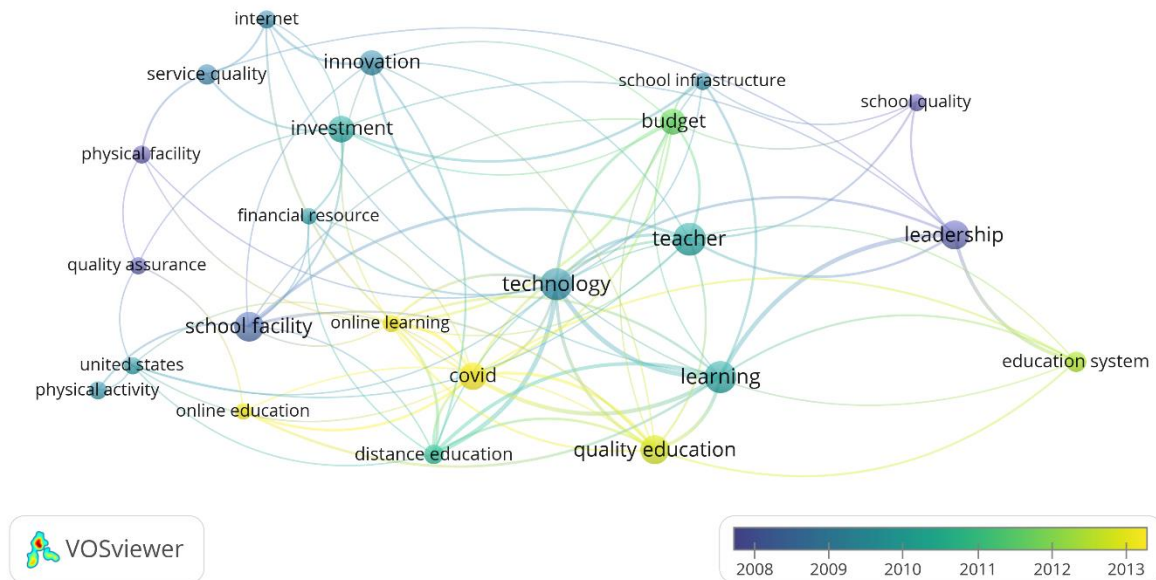 internet
innovation
service quality
school infrastructure
school quality
budget
investment
physical facility
financial resource
teacher
leadership
quality assurance
technology
school facility
online learning
united states
covid
learning
education system
physical activity
online education
distance education
quality education
VOSviewer
2008 2009 2010 2011 2012 2013